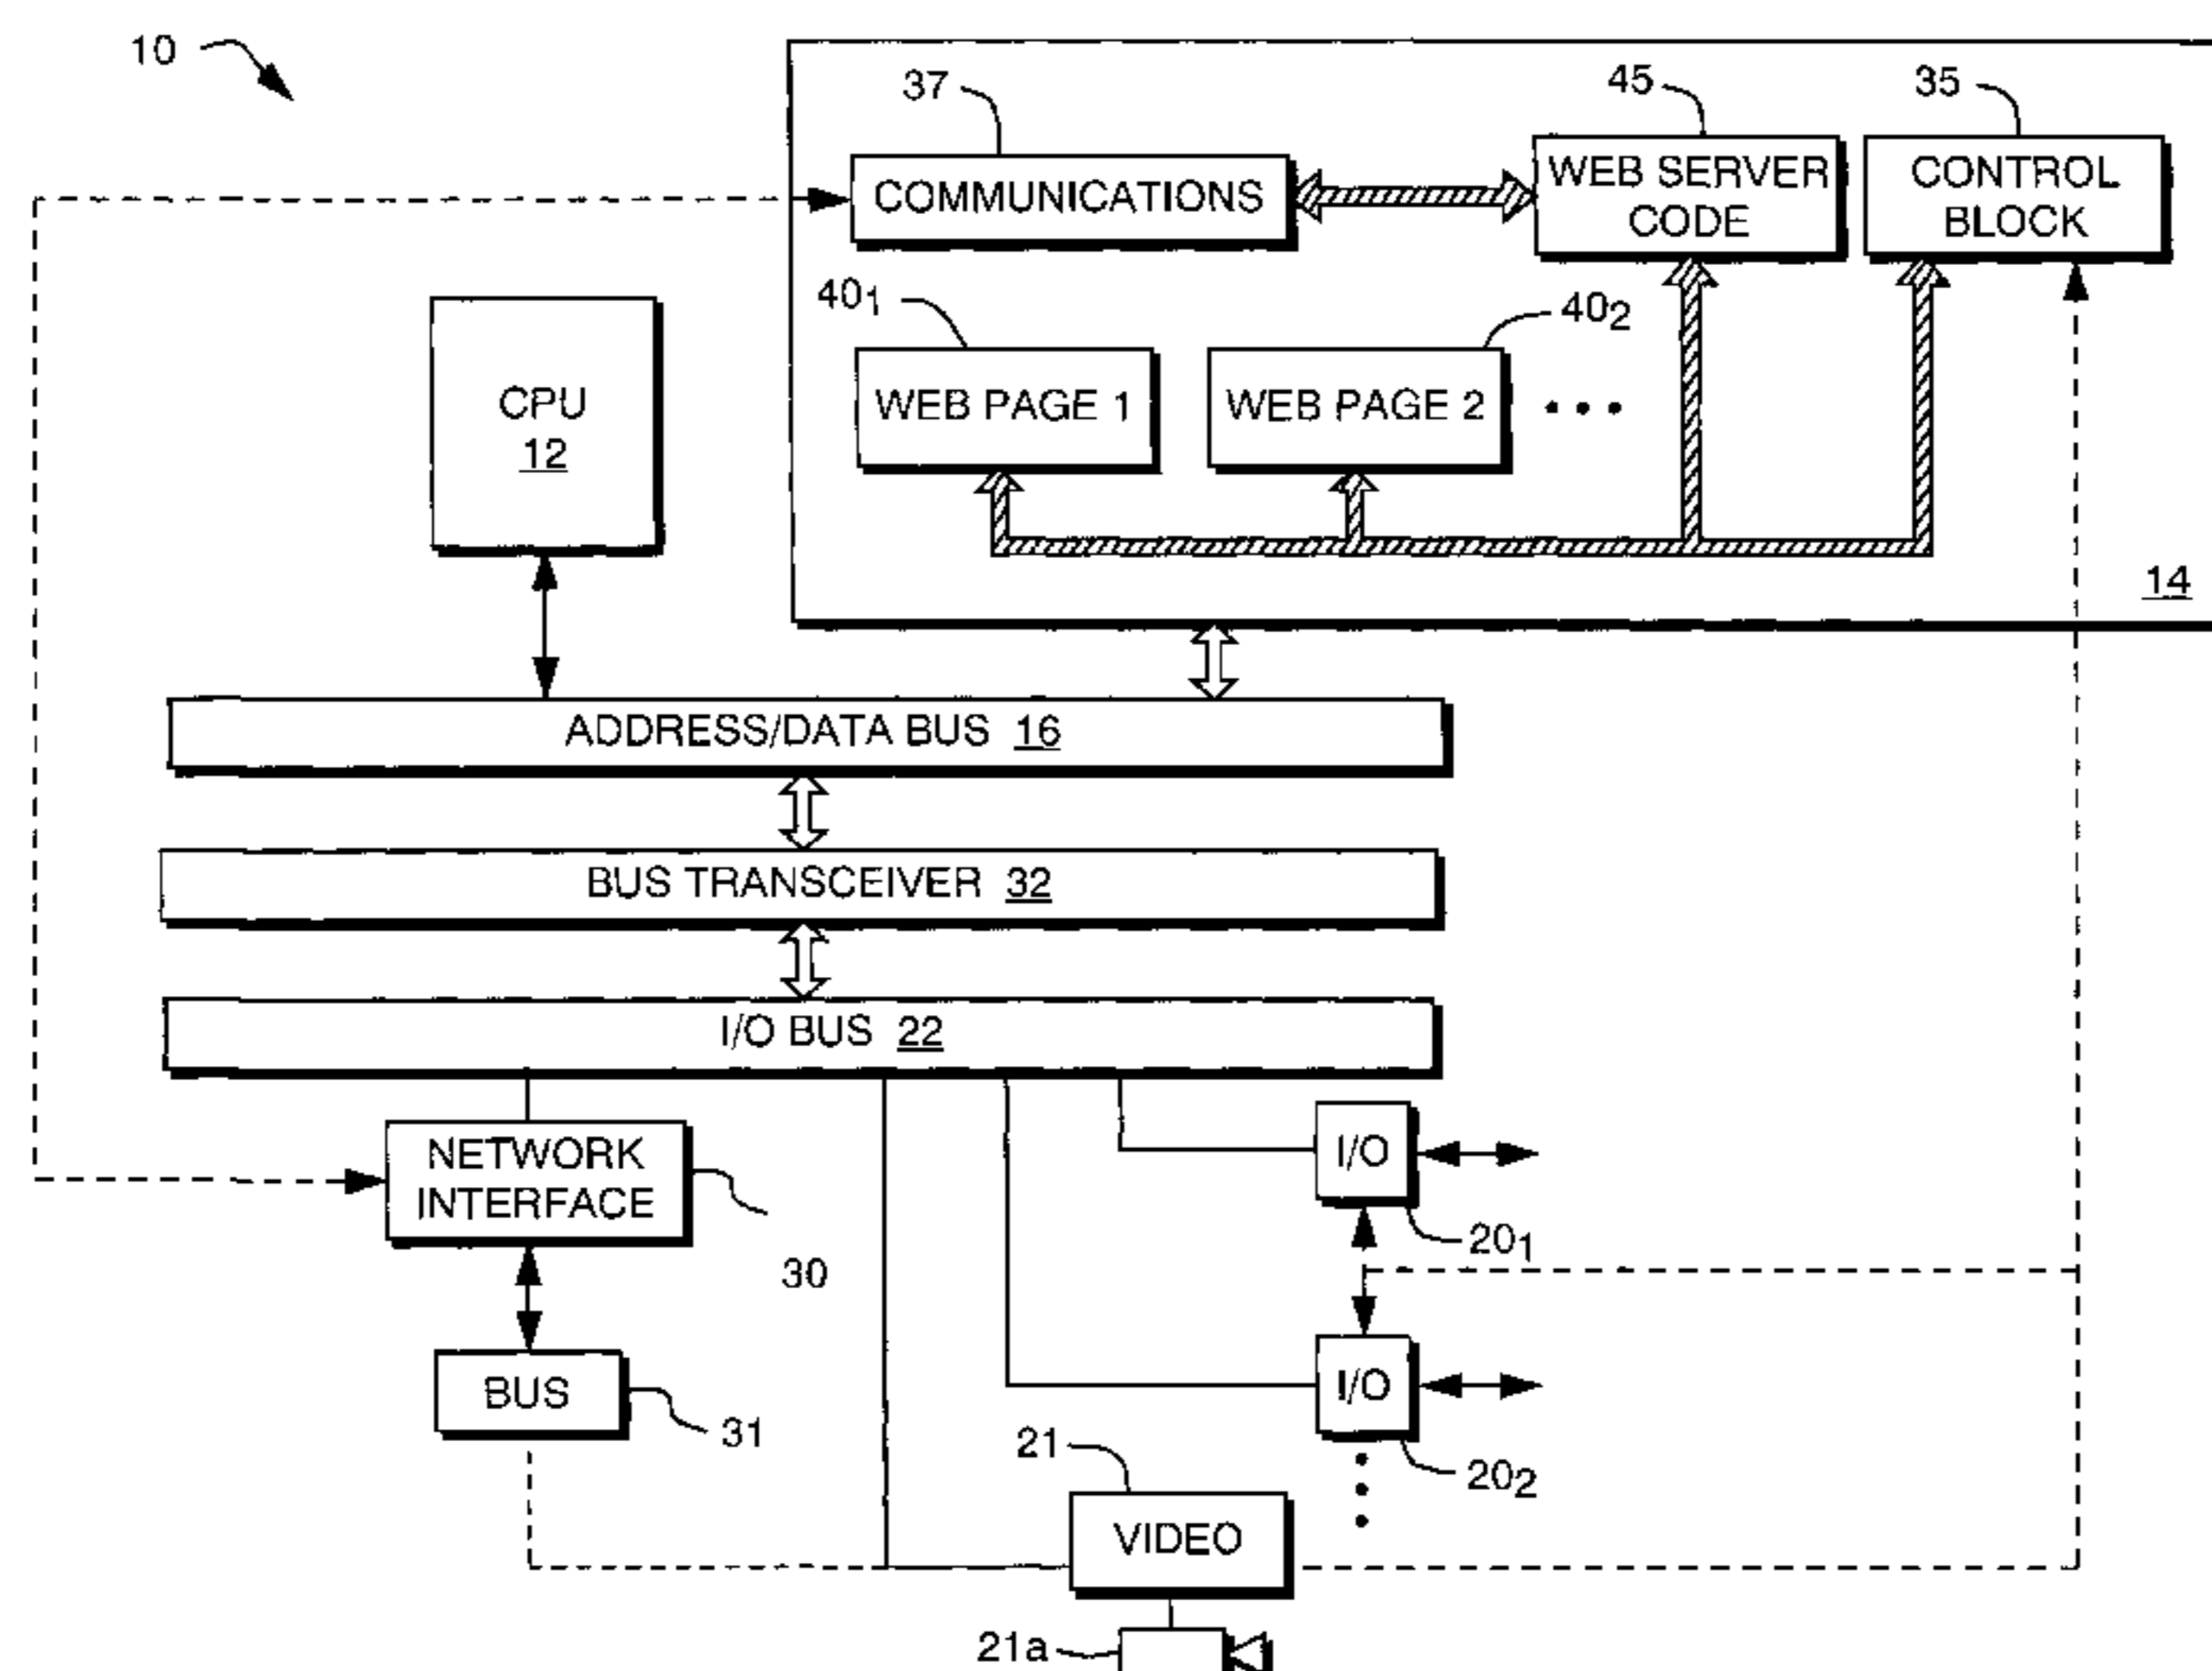 10
37
45
35
COMMUNICATIONS
WEB SERVER
CODE
CONTROL
BLOCK
40₁
40₂
CPU
12
WEB PAGE 1
WEB PAGE 2
• • •
14
ADDRESS/DATA BUS 16
BUS TRANSCEIVER 32
I/O BUS 22
NETWORK
INTERFACE
30
I/O
20₁
BUS
31
I/O
20₂
21
VIDEO
21a